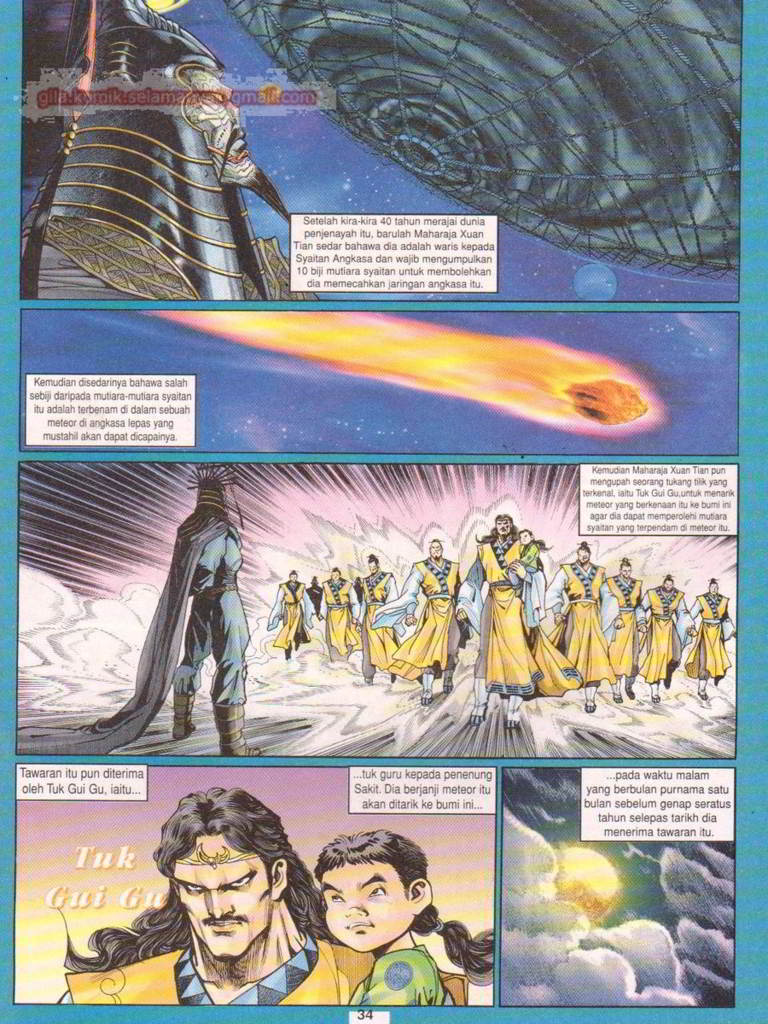 gila.komik.selamanya@gmail.com
Setelah kira-kira 40 tahun merajai dunia
penjenayah itu, barulah Maharaja Xuan
Tian sedar bahawa dia adalah waris kepada
Syaitan Angkasa dan wajib mengumpulkan
10 biji mutiara syaitan untuk membolehkan
dia memecahkan jaringan angkasa itu.
Kemudian disedarinya bahawa salah
sebiji daripada mutiara-mutiara syaitan
itu adalah terbenam di dalam sebuah
meteor di angkasa lepas yang
mustahil akan dapat dicapainya.
Kemudian Maharaja Xuan Tian pun
mengupah seorang tukang tilik yang
terkenal, iaitu Tuk Gui Gu,untuk menarik
meteor yang berkenaan itu ke bumi ini
agar dia dapat memperolehi mutiara
syaitan yang terpendam di meteor itu.
Tawaran itu pun diterima
oleh Tuk Gui Gu, iaitu...
...tuk guru kepada penenung
Sakit. Dia berjanji meteor itu
akan ditarik ke bumi ini...
...pada waktu malam
yang berbulan purnama satu
bulan sebelum genap seratus
tahun selepas tarikh dia
menerima tawaran itu.
Tuk
Gui Gu
34